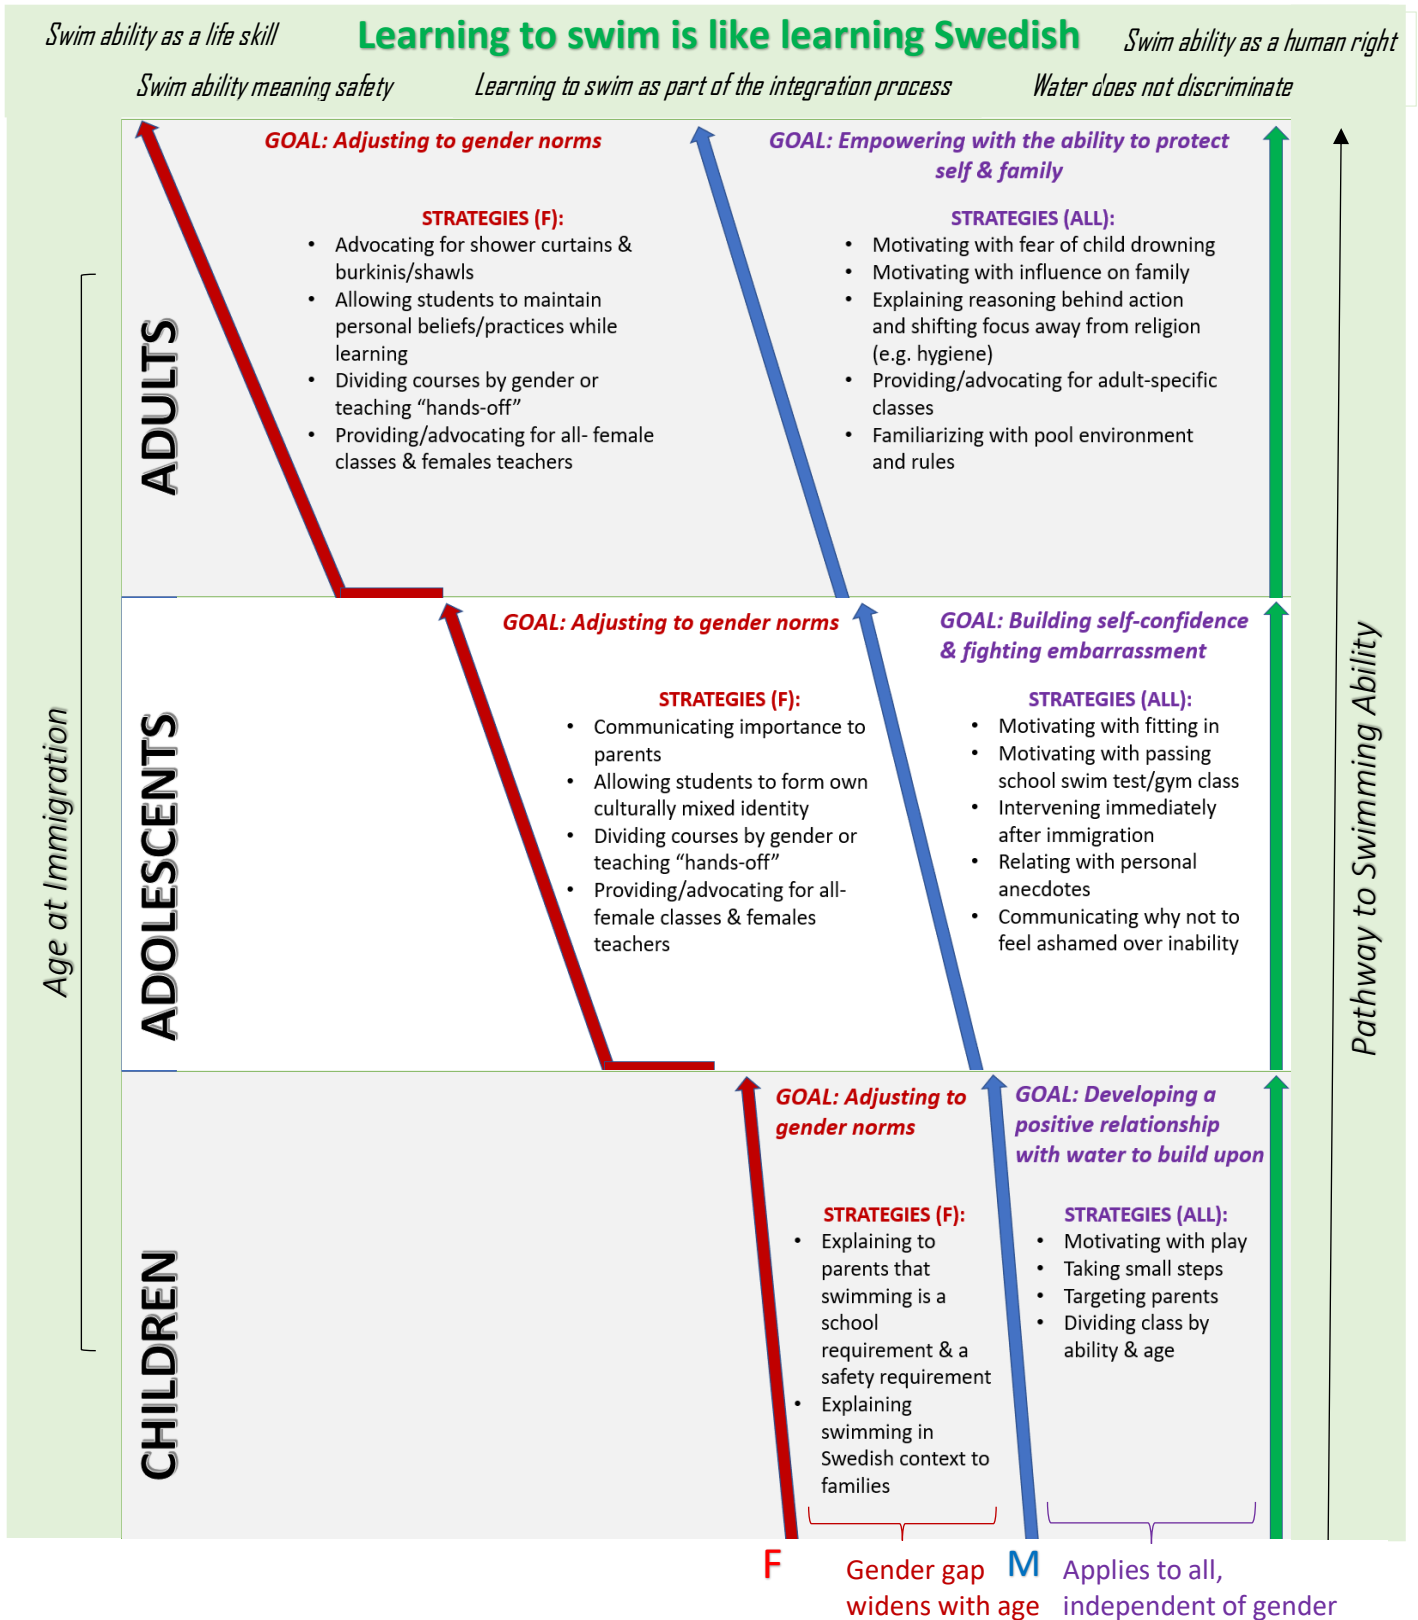 Swim ability as a life skill
Learning to swim is like learning Swedish
Swim ability as a human right
Swim ability meaning safety
Learning to swim as part of the integration process
Water does not discriminate
Age at Immigration
Pathway to Swimming Ability
ADULTS
GOAL: Adjusting to gender norms
STRATEGIES (F):
• Advocating for shower curtains &
burkinis/shawls
• Allowing students to maintain
personal beliefs/practices while
learning
• Dividing courses by gender or
teaching “hands-off”
• Providing/advocating for all- female
classes & females teachers
GOAL: Empowering with the ability to protect
self & family
STRATEGIES (ALL):
• Motivating with fear of child drowning
• Motivating with influence on family
• Explaining reasoning behind action
and shifting focus away from religion
(e.g. hygiene)
• Providing/advocating for adult-specific
classes
• Familiarizing with pool environment
and rules
ADOLESCENTS
GOAL: Adjusting to gender norms
STRATEGIES (F):
• Communicating importance to
parents
• Allowing students to form own
culturally mixed identity
• Dividing courses by gender or
teaching “hands-off”
• Providing/advocating for all-
female classes & females
teachers
GOAL: Building self-confidence
& fighting embarrassment
STRATEGIES (ALL):
• Motivating with fitting in
• Motivating with passing
school swim test/gym class
• Intervening immediately
after immigration
• Relating with personal
anecdotes
• Communicating why not to
feel ashamed over inability
CHILDREN
GOAL: Adjusting to
gender norms
STRATEGIES (F):
• Explaining to
parents that
swimming is a
school
requirement & a
safety requirement
• Explaining
swimming in
Swedish context to
families
GOAL: Developing a
positive relationship
with water to build upon
STRATEGIES (ALL):
• Motivating with play
• Taking small steps
• Targeting parents
• Dividing class by
ability & age
F
Gender gap
widens with age
M
Applies to all,
independent of gender